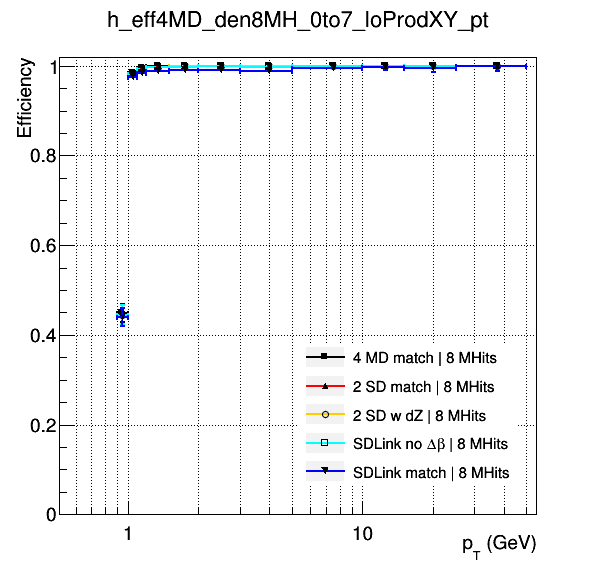 h_eff4MD_den8MH_0to7_loProdXY_pt
Efficiency
1
0.8
0.6
0.4
0.2
0
4 MD match | 8 MHits
2 SD match | 8 MHits
2 SD w dZ | 8 MHits
SDLink no Δβ | 8 MHits
SDLink match | 8 MHits
1 10
p_T (GeV)